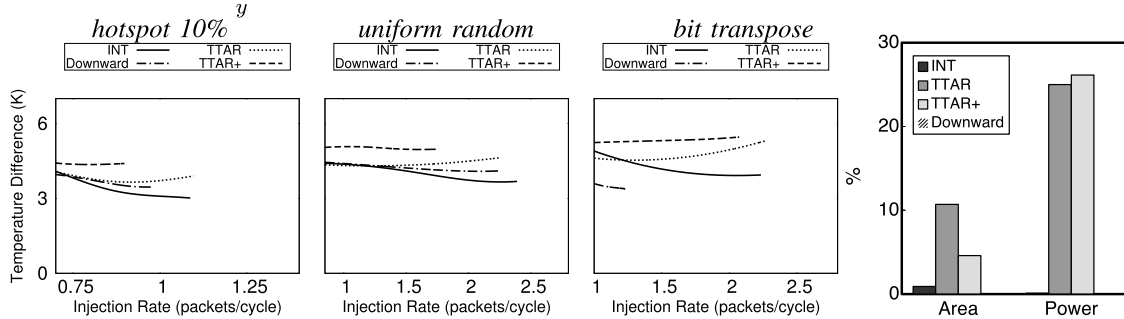 y
hotspot 10%
INT TTAR
Downward TTAR+
Temperature Difference (K)
6
3
0
0.75 1 1.25
Injection Rate (packets/cycle)
uniform random
INT TTAR
Downward TTAR+
1 1.5 2 2.5
Injection Rate (packets/cycle)
bit transpose
INT TTAR
Downward TTAR+
1 1.5 2 2.5
Injection Rate (packets/cycle)
%
30
20
10
0
INT
TTAR
TTAR+
Downward
Area Power